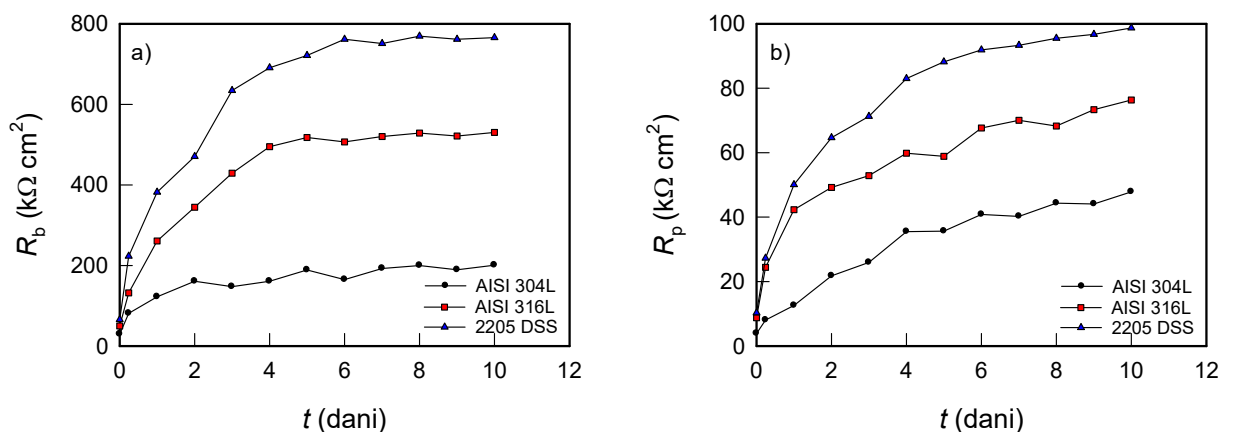 a)
800
600
400
200
0
R_b (kΩ cm²)
AISI 304L
AISI 316L
2205 DSS
0 2 4 6 8 10 12
t (dani)
b)
100
80
60
40
20
0
R_p (kΩ cm²)
AISI 304L
AISI 316L
2205 DSS
0 2 4 6 8 10 12
t (dani)